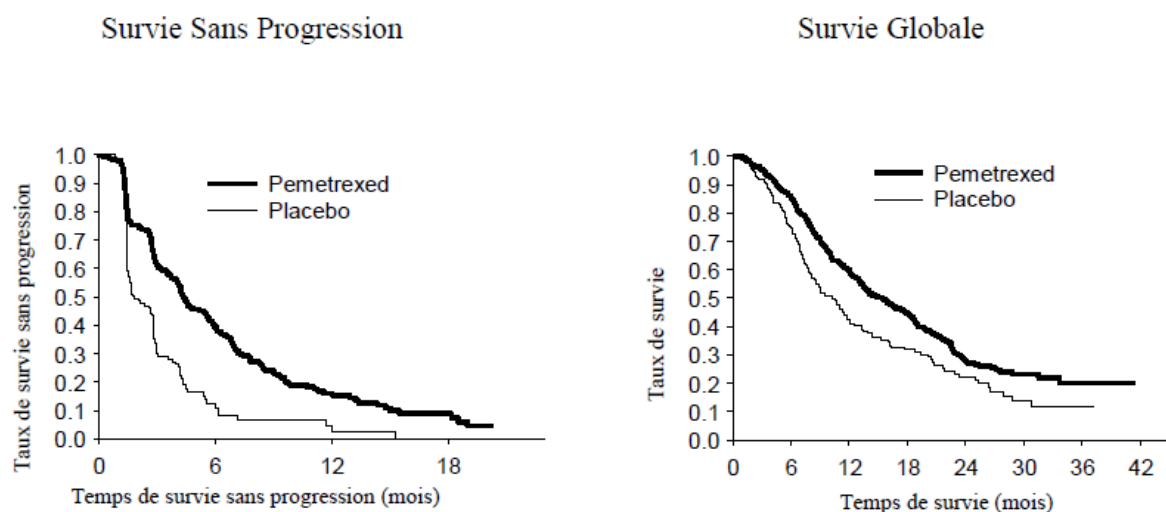 Survie Sans Progression
Survie Globale
Taux de survie sans progression
1.0
0.9
0.8
0.7
0.6
0.5
0.4
0.3
0.2
0.1
0.0
Pemetrexed
Placebo
0 6 12 18
Temps de survie sans progression (mois)
Taux de survie
1.0
0.9
0.8
0.7
0.6
0.5
0.4
0.3
0.2
0.1
0.0
Pemetrexed
Placebo
0 6 12 18 24 30 36 42
Temps de survie (mois)